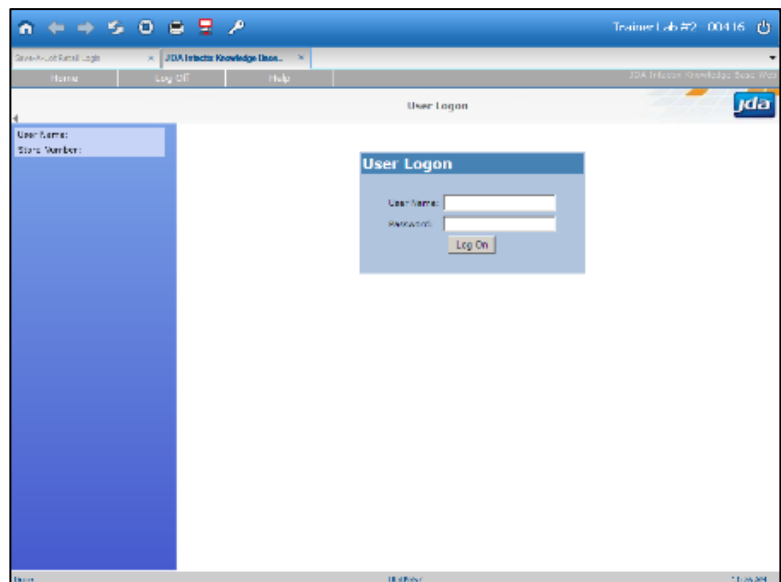 Trainer Lab #2 00416
Save-A-Lot Retail Login
JDA Intactix Knowledge Base...
Home Log Off Help
JDA Intactix Knowledge Base Web
User Logon
jda
User Name:
Store Number:
User Logon
User Name:
Password:
Log On
Done